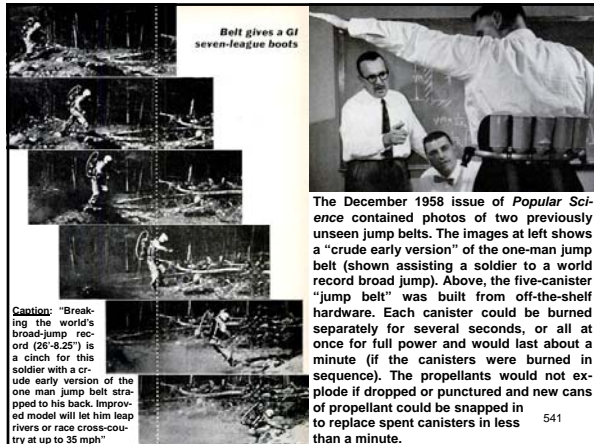 Belt gives a GI
seven-league boots
Caption: “Break-
ing the world’s
broad-jump rec-
ord (26’-8.25”) is
a cinch for this
soldier with a cr-
ude early version of the
one man jump belt stra-
pped to his back. Improv-
ed model will let him leap
rivers or race cross-coun-
try at up to 35 mph”
The December 1958 issue of Popular Sci-
ence contained photos of two previously
unseen jump belts. The images at left shows
a “crude early version” of the one-man jump
belt (shown assisting a soldier to a world
record broad jump). Above, the five-canister
“jump belt” was built from off-the-shelf
hardware. Each canister could be burned
separately for several seconds, or all at
once for full power and would last about a
minute (if the canisters were burned in
sequence). The propellants would not ex-
plode if dropped or punctured and new cans
of propellant could be snapped in
to replace spent canisters in less
than a minute.
541